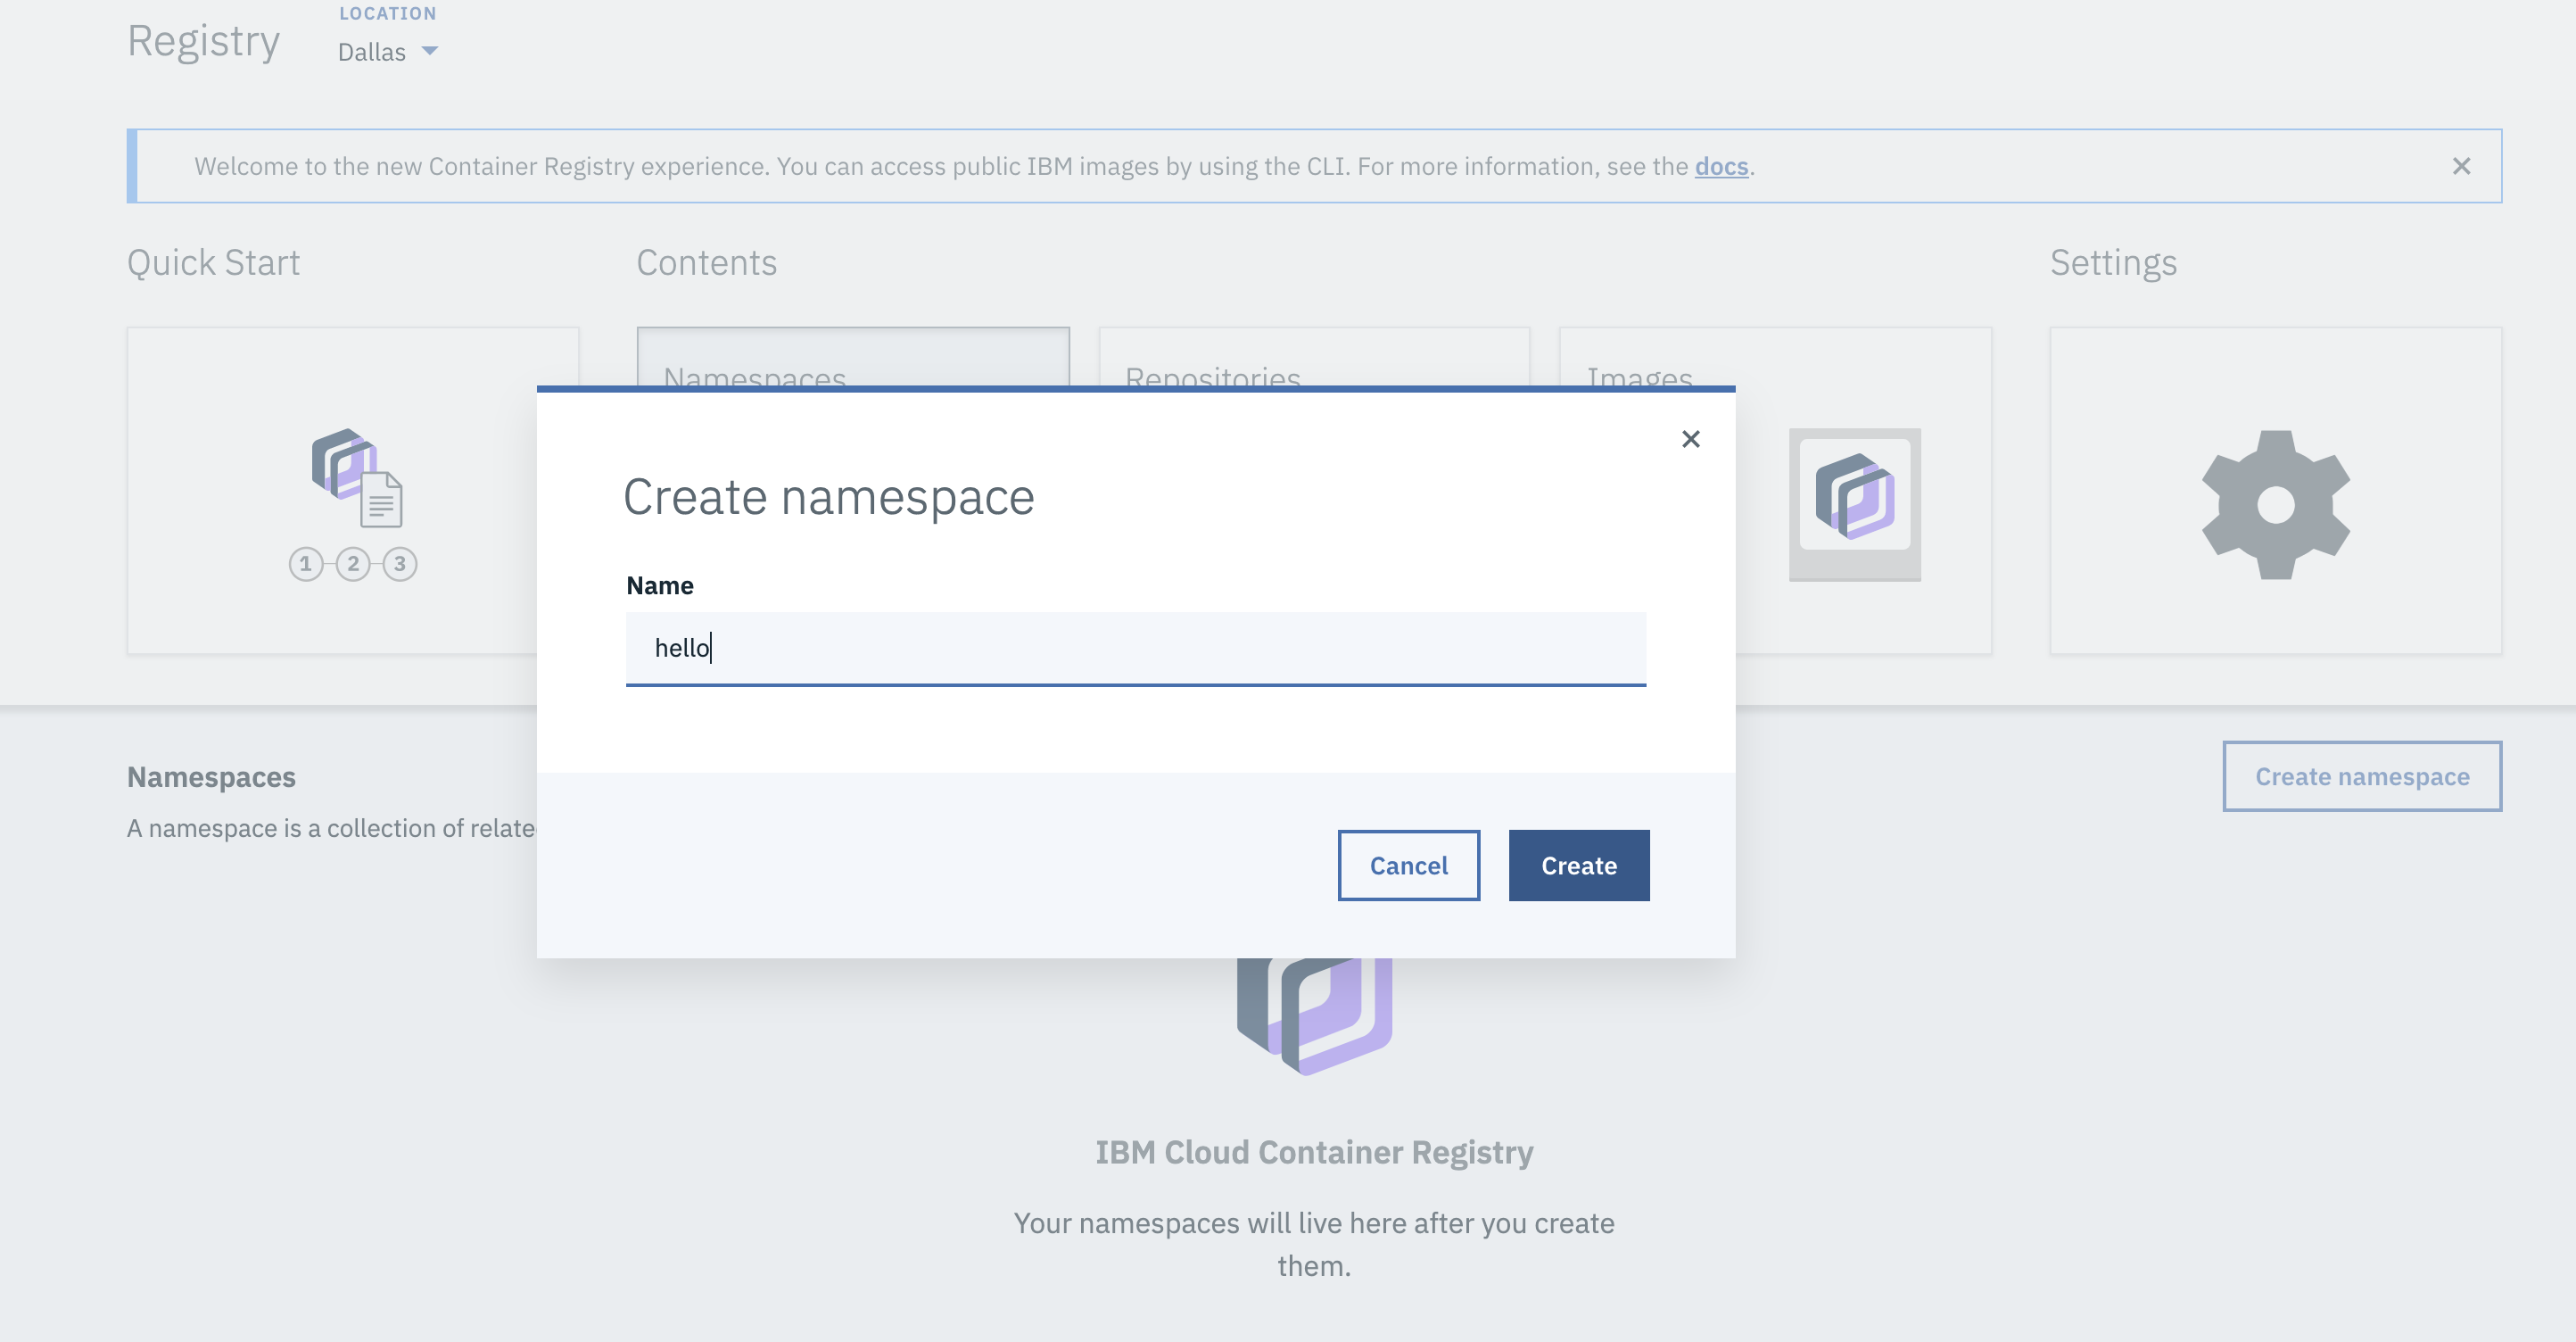 Registry
LOCATION
Dallas
Welcome to the new Container Registry experience. You can access public IBM images by using the CLI. For more information, see the docs.
Quick Start
Contents
Settings
Namespaces
Repositories
Images
1 2 3
Create namespace
Name
hello
Cancel
Create
Namespaces
A namespace is a collection of
Create namespace
IBM Cloud Container Registry
Your namespaces will live here after you create
them.